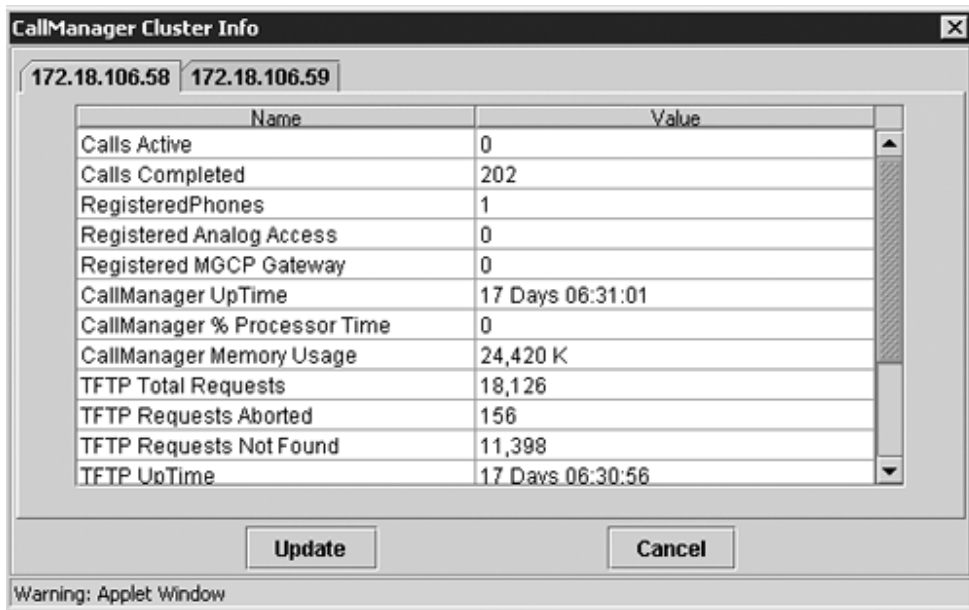 CallManager Cluster Info
172.18.106.58 172.18.106.59
Name Value
Calls Active 0
Calls Completed 202
RegisteredPhones 1
Registered Analog Access 0
Registered MGCP Gateway 0
CallManager UpTime 17 Days 06:31:01
CallManager % Processor Time 0
CallManager Memory Usage 24,420 K
TFTP Total Requests 18,126
TFTP Requests Aborted 156
TFTP Requests Not Found 11,398
TFTP UpTime 17 Days 06:30:56
Update Cancel
Warning: Applet Window